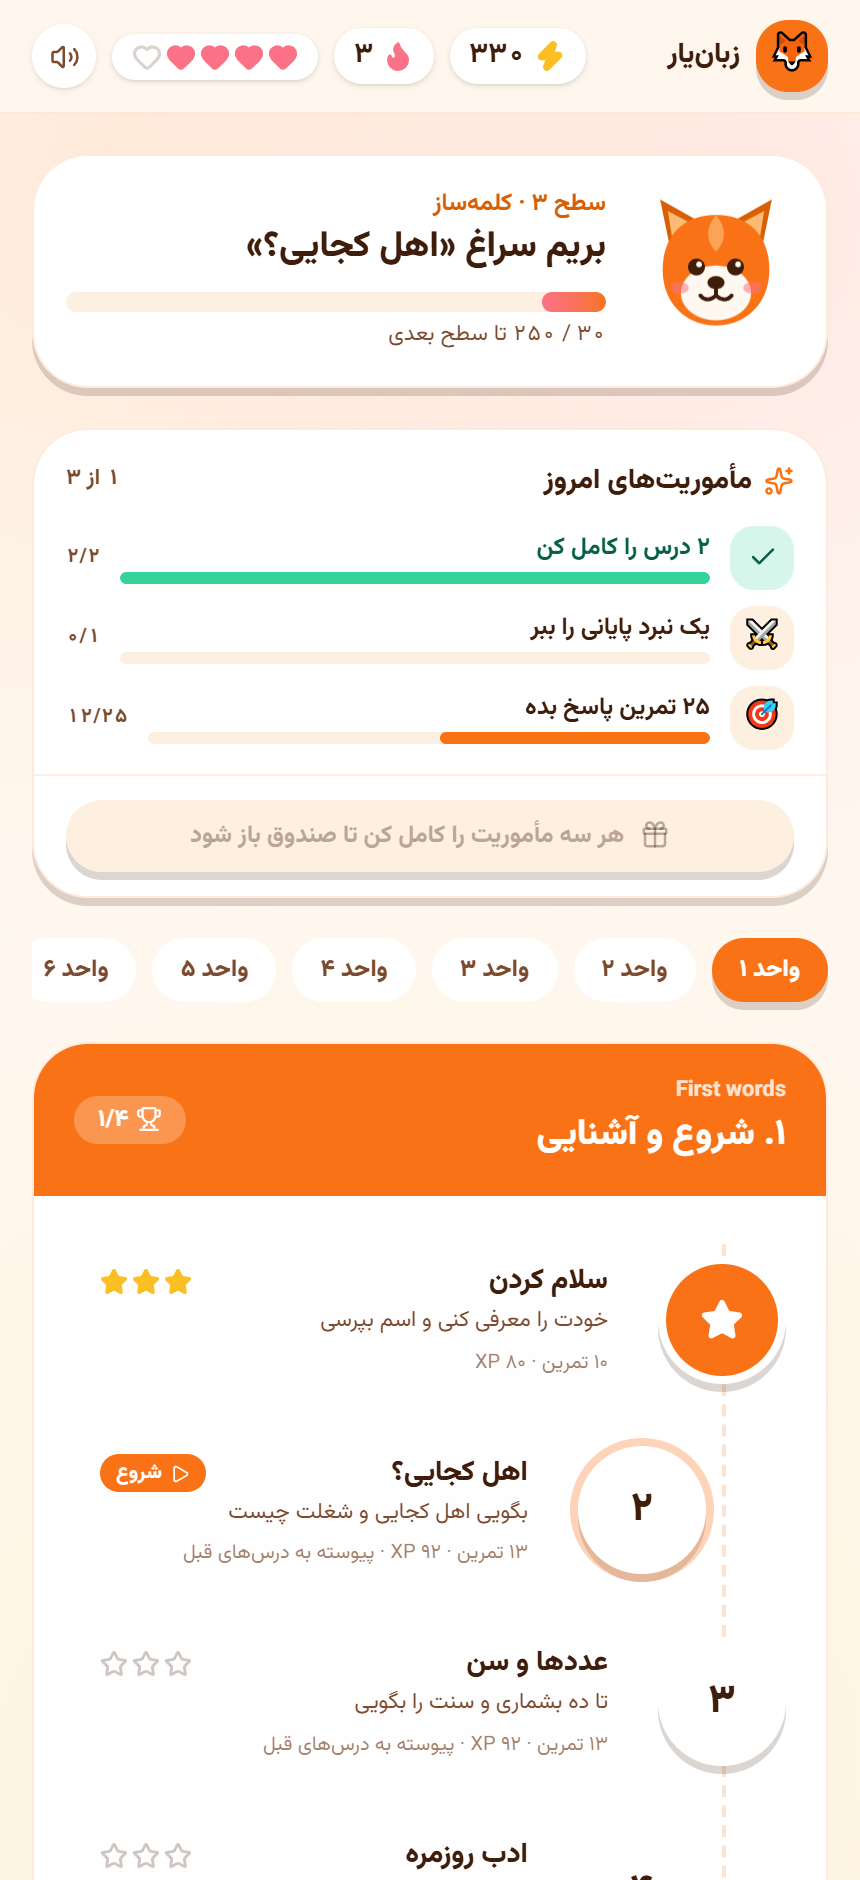 زبان‌یار
۳۳۰
۳
سطح ۳ · کلمه‌ساز
بریم سراغ «اهل کجایی؟»
۳۰ / ۲۵۰ تا سطح بعدی
مأموریت‌های امروز
۱ از ۳
۲ درس را کامل کن
۲/۲
یک نبرد پایانی را ببر
۰/۱
۲۵ تمرین پاسخ بده
۱۲/۲۵
هر سه مأموریت را کامل کن تا صندوق باز شود
واحد ۱
واحد ۲
واحد ۳
واحد ۴
واحد ۵
واحد ۶
First words
۱. شروع و آشنایی
۱/۴
سلام کردن
خودت را معرفی کنی و اسم بپرسی
۱۰ تمرین · ۸۰ XP
۲
اهل کجایی؟
شروع
بگویی اهل کجایی و شغلت چیست
۱۳ تمرین · ۹۲ XP · پیوسته به درس‌های قبل
۳
عددها و سن
تا ده بشماری و سنت را بگویی
۱۳ تمرین · ۹۲ XP · پیوسته به درس‌های قبل
ادب روزمره